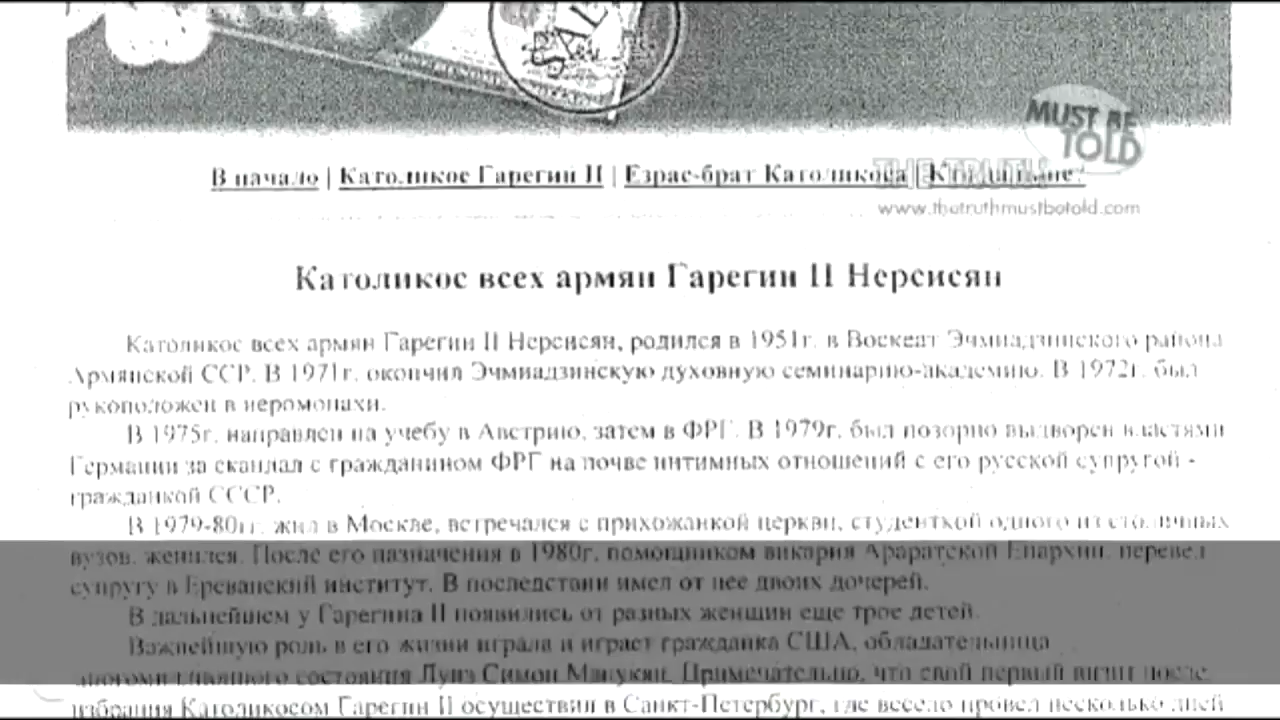 SALE
MUST BE
TOLD
THE TRUTH
www.thetruthmustbetold.com
В начало | Католикос Гарегин II | Езрас-брат Католикоса |
Католикос всех армян Гарегин II Нерсисян
Католикос всех армян Гарегин II Нерсисян, родился в 1951г. в Воскеат Эчмиадзинского района
Армянской ССР. В 1971г. окончил Эчмиадзинскую духовную семинарию-академию. В 1972г. был
рукоположен в иеромонахи.
В 1975г. направлен на учебу в Австрию, затем в ФРГ. В 1979г. был позорно выдворен властями
Германии за скандал с гражданином ФРГ на почве интимных отношений с его русской супругой -
гражданкой СССР.
В 1979-80гг. жил в Москве, встречался с прихожанкой церкви, студенткой одного из столичных
вузов, женился. После его назначения в 1980г. помощником викария Араратской Епархии, перевел
супругу в Ереванский институт. В последствии имел от нее двоих дочерей.
В дальнейшем у Гарегина II появились от разных женщин еще трое детей.
Важнейшую роль в его жизни играла и играет гражданка США, обладательница
многомиллионного состояния Луиз Симон Манукян. Примечательно, что свой первый визит после
избрания Католикосом Гарегин II осуществил в Санкт-Петербург, где весело провел несколько дней